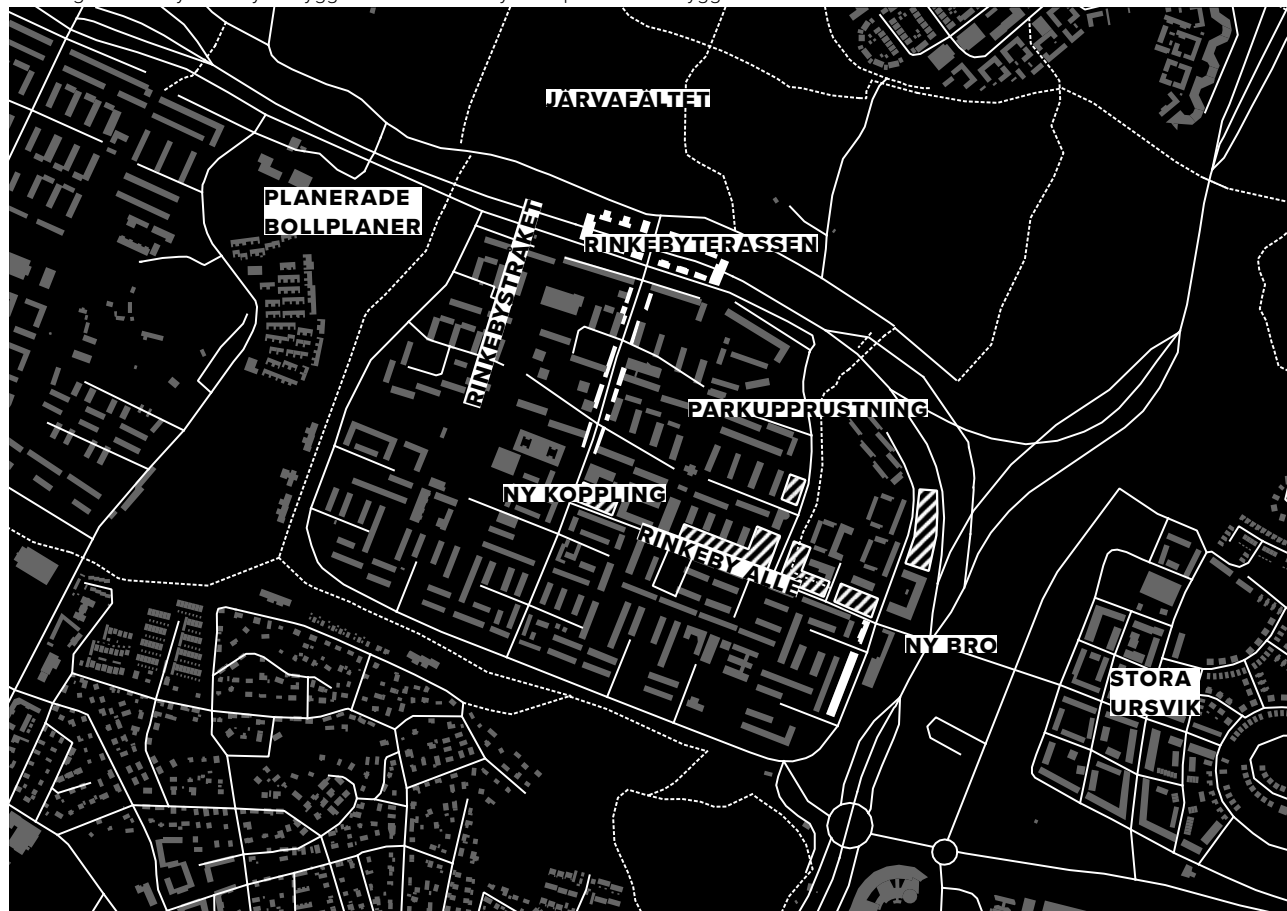 JÄRVAFÄLTET
PLANERADE
BOLLPLANER
RINKEBYSTRÅKET
RINKEBYTERASSEN
PARKUPPRUSTNING
NY KOPPLING
RINKEBY ALLÉ
NY BRO
STORA
URSVIK